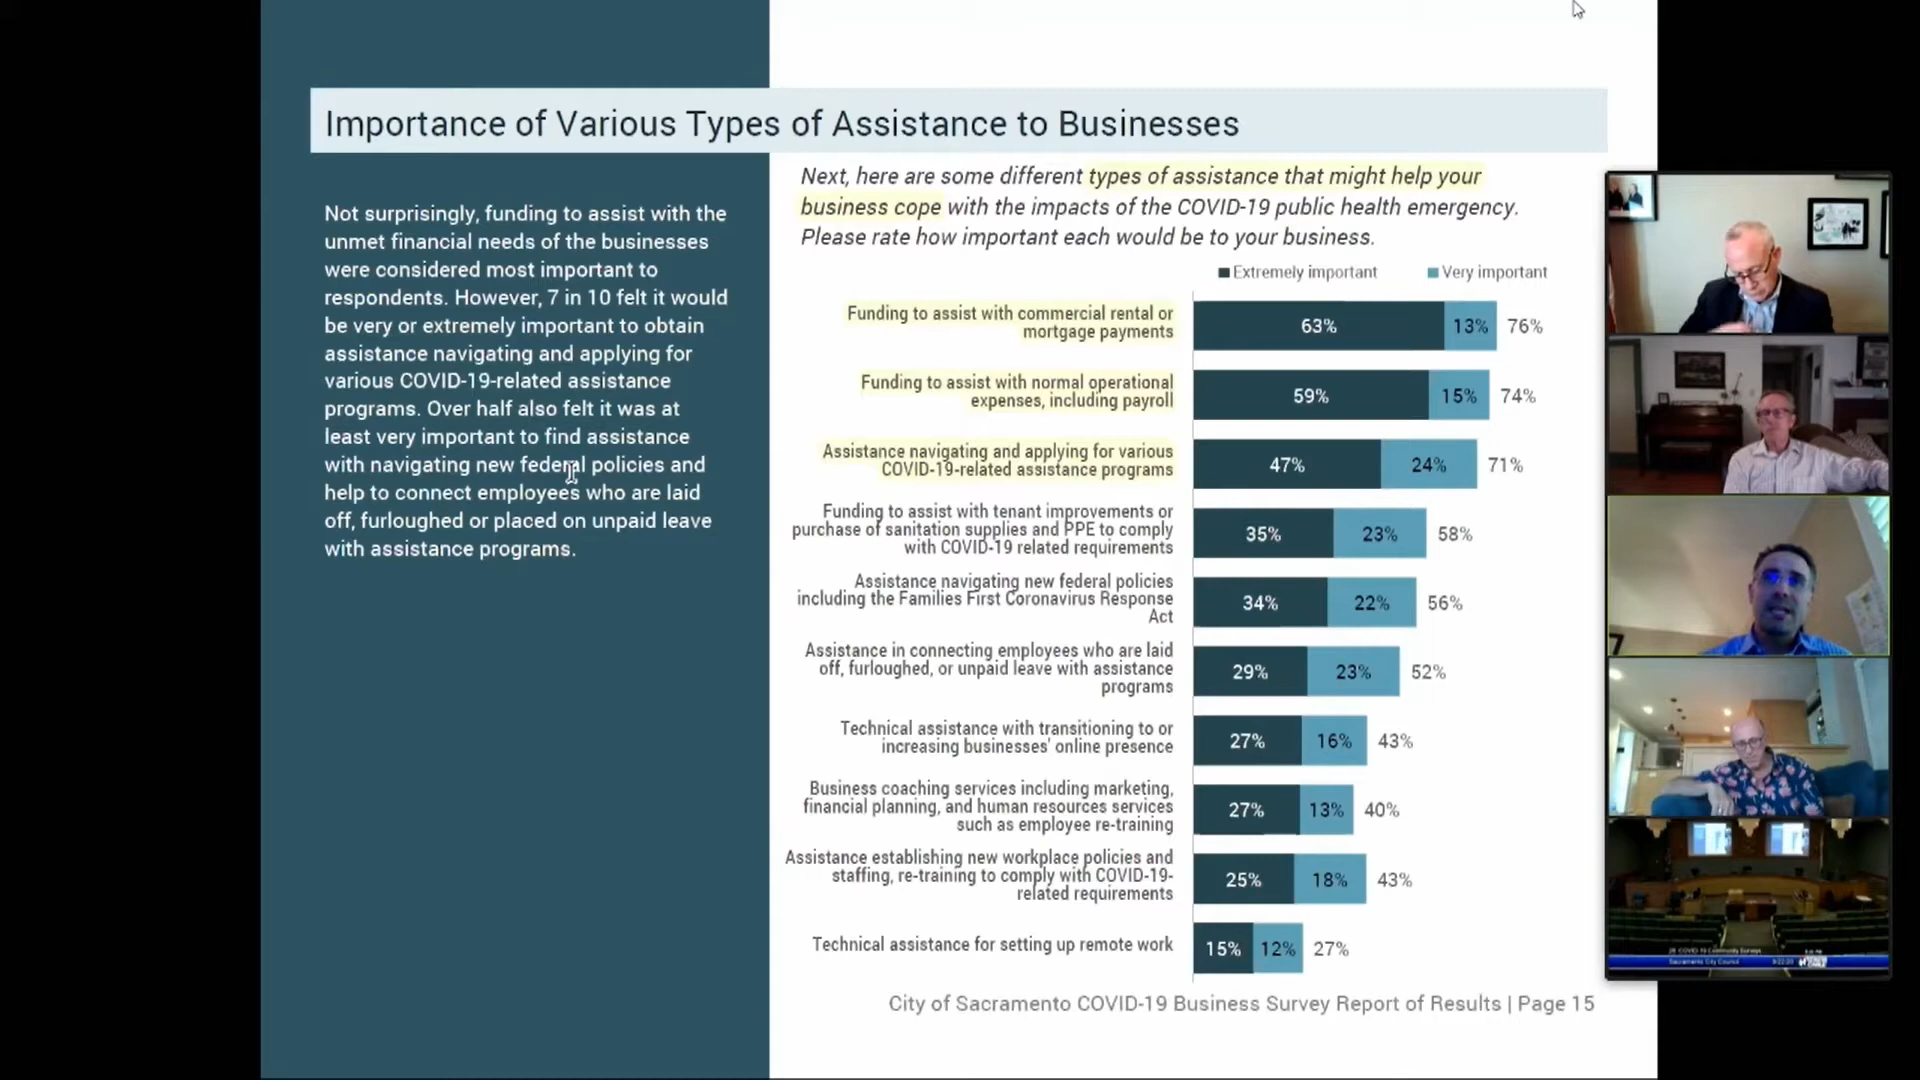 Importance of Various Types of Assistance to Businesses
Not surprisingly, funding to assist with the
unmet financial needs of the businesses
were considered most important to
respondents. However, 7 in 10 felt it would
be very or extremely important to obtain
assistance navigating and applying for
various COVID-19-related assistance
programs. Over half also felt it was at
least very important to find assistance
with navigating new federal policies and
help to connect employees who are laid
off, furloughed or placed on unpaid leave
with assistance programs.
Next, here are some different types of assistance that might help your
business cope with the impacts of the COVID-19 public health emergency.
Please rate how important each would be to your business.
Extremely important Very important
Funding to assist with commercial rental or
mortgage payments
63% 13% 76%
Funding to assist with normal operational
expenses, including payroll
59% 15% 74%
Assistance navigating and applying for various
COVID-19-related assistance programs
47% 24% 71%
Funding to assist with tenant improvements or
purchase of sanitation supplies and PPE to comply
with COVID-19 related requirements
35% 23% 58%
Assistance navigating new federal policies
including the Families First Coronavirus Response
Act
34% 22% 56%
Assistance in connecting employees who are laid
off, furloughed, or unpaid leave with assistance
programs
29% 23% 52%
Technical assistance with transitioning to or
increasing businesses' online presence
27% 16% 43%
Business coaching services including marketing,
financial planning, and human resources services
such as employee re-training
27% 13% 40%
Assistance establishing new workplace policies and
staffing, re-training to comply with COVID-19-
related requirements
25% 18% 43%
Technical assistance for setting up remote work
15% 12% 27%
City of Sacramento COVID-19 Business Survey Report of Results | Page 15
COVID-19 Community Surveys
Sacramento City Council